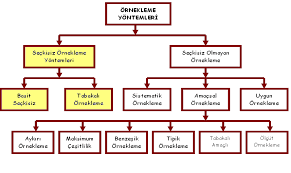 ÖRNEKLEME
YÖNTEMLERİ
Seçkisiz Örnekleme
Yöntemleri
Seçkisiz Olmayan
Örnekleme
Basit
Seçkisiz
Tabakalı
Örnekleme
Sistematik
Örnekleme
Amaçsal
Örnekleme
Uygun
Örnekleme
Aykırı
Örnekleme
Maksimum
Çeşitlilik
Benzeşik
Örnekleme
Tipik
Örnekleme
Tabakalı
Amaçlı
Ölçüt
Örnekleme